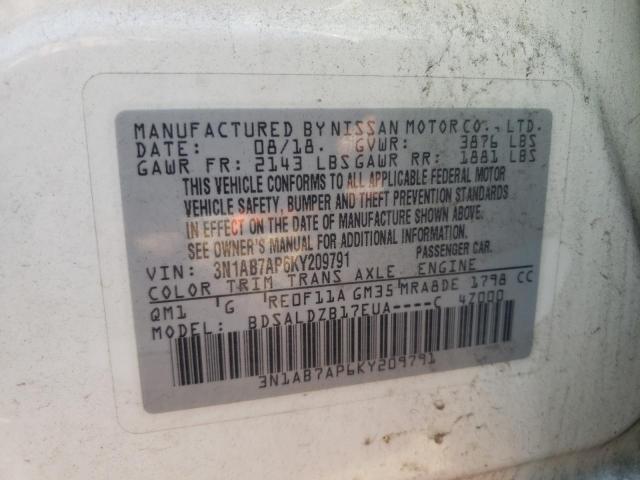 MANUFACTURED BY NISSAN MOTOR CO., LTD.
DATE: 08/18. GVWR: 3876 LBS
GAWR FR: 2143 LBS GAWR RR: 1881 LBS
THIS VEHICLE CONFORMS TO ALL APPLICABLE FEDERAL MOTOR
VEHICLE SAFETY, BUMPER AND THEFT PREVENTION STANDARDS
IN EFFECT ON THE DATE OF MANUFACTURE SHOWN ABOVE.
SEE OWNER'S MANUAL FOR ADDITIONAL INFORMATION.
VIN: 3N1AB7AP6KY209791 PASSENGER CAR.
COLOR TRIM TRANS AXLE ENGINE
QM1 G RE0F11A GM35 MRA8DE 1798 CC
MODEL: BDSALDZB17EUA----C 47000
3N1AB7AP6KY209791